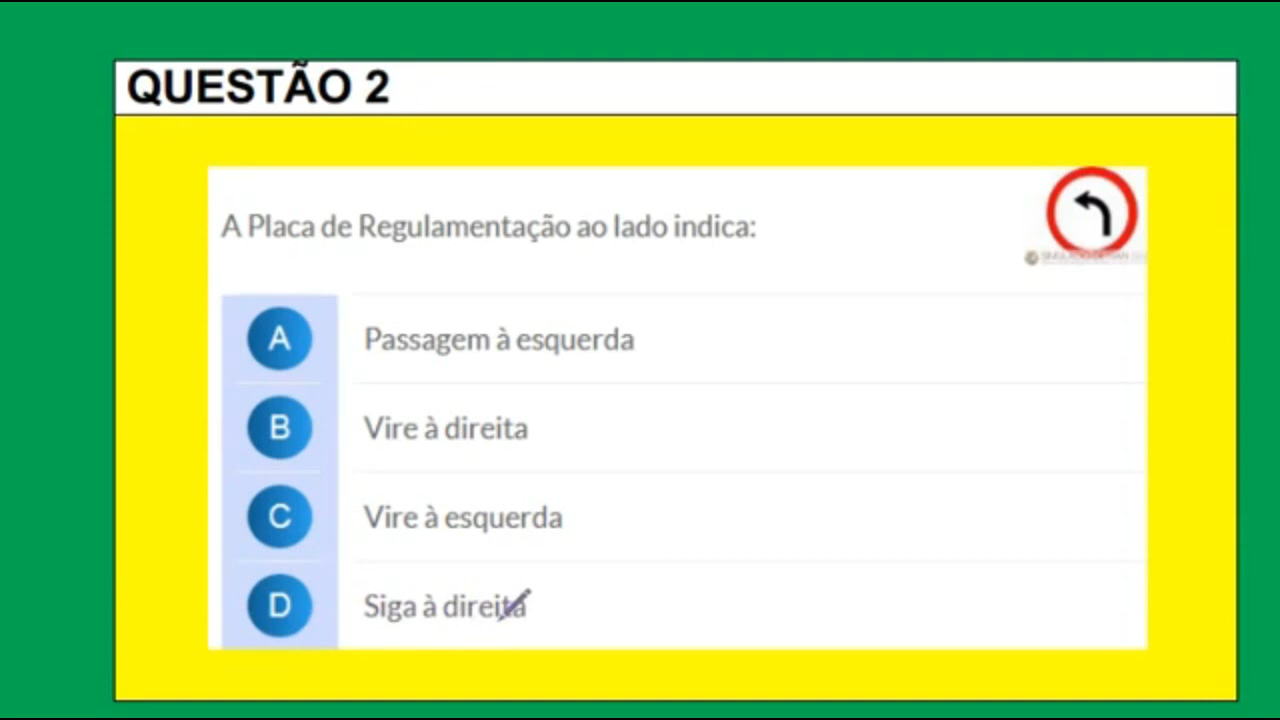 QUESTÃO 2
A Placa de Regulamentação ao lado indica:
A Passagem à esquerda
B Vire à direita
C Vire à esquerda
D Siga à direita